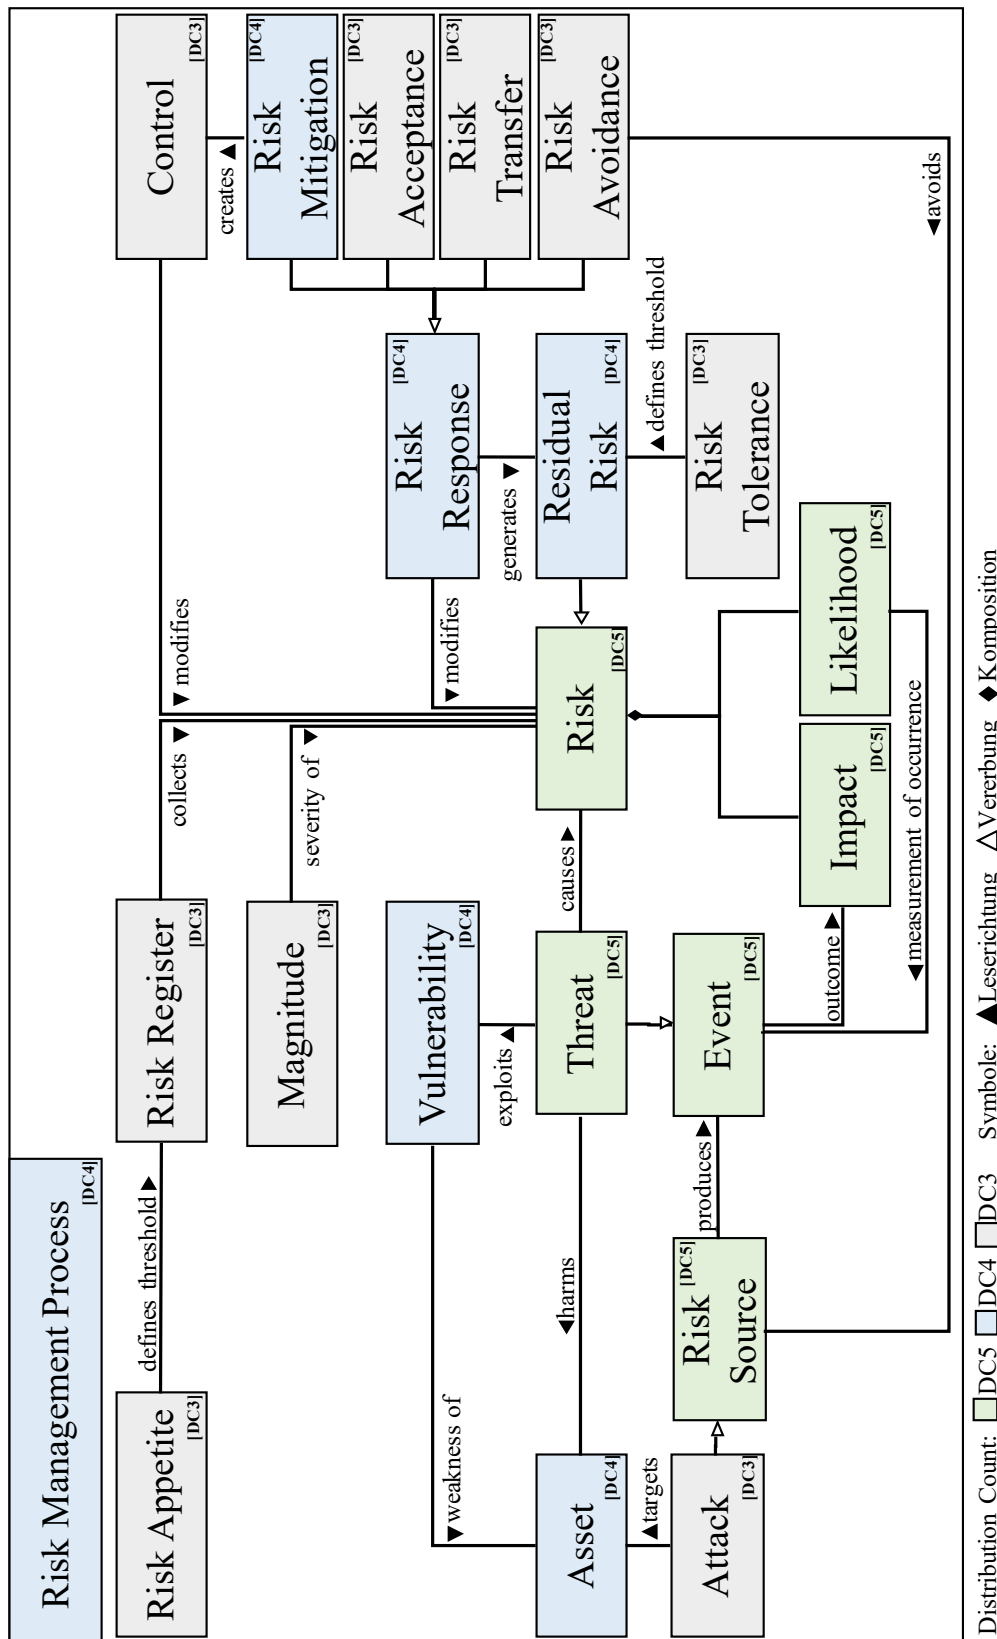 Risk Management Process
[DC4]
Risk Appetite
[DC3]
defines threshold▶
Risk Register
[DC3]
collects ▶
▶ modifies
Control
[DC3]
creates ◀
Magnitude
[DC3]
severity of ▶
Risk
Mitigation
[DC4]
Risk
Acceptance
[DC3]
Risk
Transfer
[DC3]
Risk
Avoidance
[DC3]
▼weakness of
Vulnerability
[DC4]
exploits ▲
▼modifies
Risk
Response
[DC4]
generates ▼
Asset
[DC4]
◀harms
Threat
[DC5]
causes ▶
Risk
[DC5]
Residual
Risk
[DC4]
▲defines threshold
Risk
Tolerance
[DC3]
▲targets
Attack
[DC3]
Risk
Source
[DC5]
produces▶
Event
[DC5]
outcome ▶
Impact
[DC5]
Likelihood
[DC5]
◀measurement of occurrence
◀avoids
Distribution Count: DC5 DC4 DC3 Symbole: ▲Leserichtung △Vererbung ◆Komposition